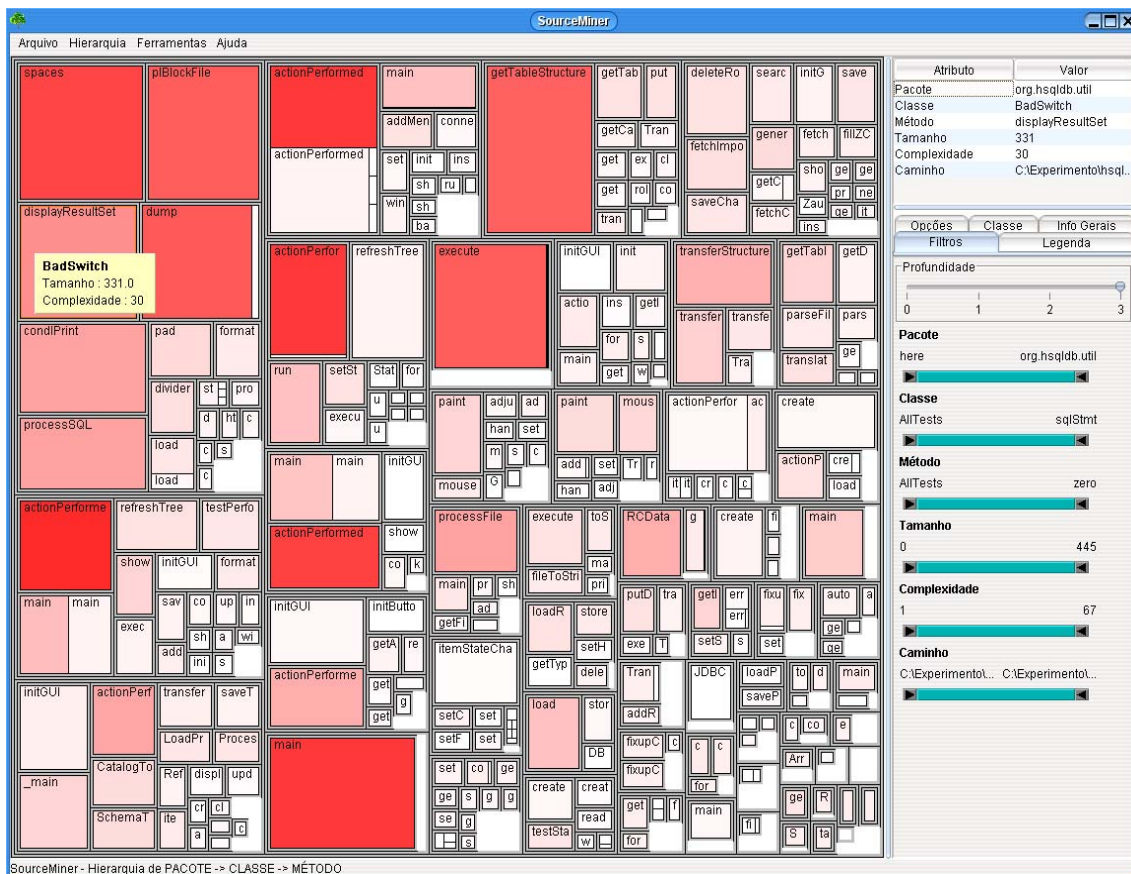 SourceMiner
Arquivo Hierarquia Ferramentas Ajuda
spaces plBlockFile
displayResultSet dump
BadSwitch
Tamanho : 331.0
Complexidade : 30
condlPrint pad format
divider st pro
d ht c
processSQL
load c s
load c
actionPerforme refreshTree testPerfo
show initGUI format
main main sav co up in
exec sh a wi
add ini s
initGUI actionPerf transfer saveT
LoadPr Proces
_main CatalogTo Ref displ upd
cr cl
SchemaT ite a c
actionPerformed main
addMen conne
actionPerformed set init ins
sh ru
win sh
ba
actionPerfor refreshTree
run setSt Stat for
u
execu u
main main initGU
actionPerformed show
co k
initGUI initButto
getA re
actionPerforme get g
get
main
getTableStructure getTab put
getCa Tran
get ex cl
get rol co
tran
deleteRo searc initG save
fetchImpo gener fetch fillZC
sho ge ge
getC pr ne
saveCha fetchC Zau ge it
ins
execute initGUI init
actio ins getI
for s
main get w
transferStructure getTabl getD
transfer transfe parseFil pars
Tra translat ge
paint adju ad
han set
m s c
mouse G
paint mous
add set Tr r
han adj
actionPerfor ac
it it cr c c
create
actionP cre
load
processFile execute toS
ma
main pr sh fileToStri pri
ad
getFi
RCData g create fi main
loadR store
setH
getTyp dele
putD tra getI err fixu fix auto a
err ge
exe T setS s set ge
itemStateCha
setC set
setF set
load stor
DB
Tran JDBC loadP to d main
addR saveP
fixupC c c c c co e
fixupC for Arr
set co ge create creat
ge s g g read
se g testSta w
s
get f main fi ge R
for S ta
Atributo Valor
Pacote org.hsqldb.util
Classe BadSwitch
Método displayResultSet
Tamanho 331
Complexidade 30
Caminho C:\Experimento\hsql...
Opções Classe Info Gerais
Filtros Legenda
Profundidade
0 1 2 3
Pacote
here org.hsqldb.util
Classe
AllTests sqlStmt
Método
AllTests zero
Tamanho
0 445
Complexidade
1 67
Caminho
C:\Experimento\... C:\Experimento\...
SourceMiner - Hierarquia de PACOTE -> CLASSE -> MÉTODO